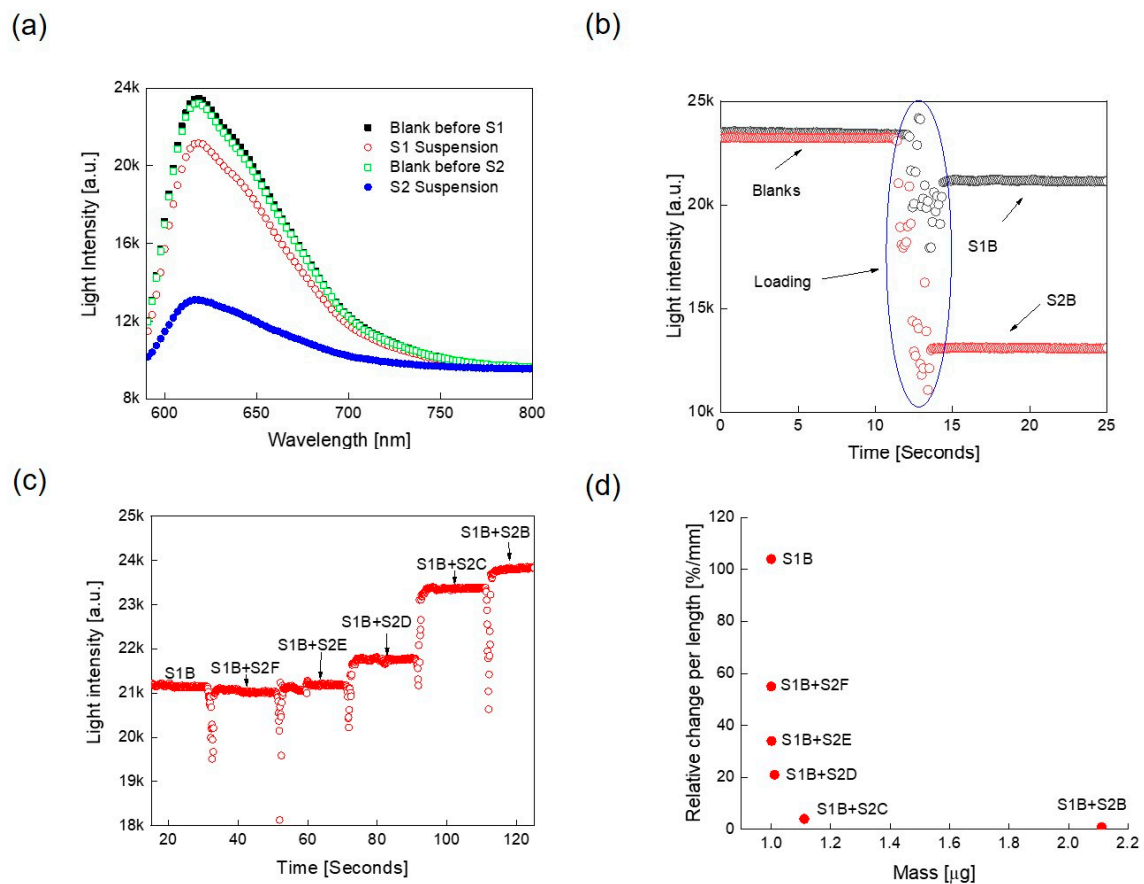 (a)
24k
20k
16k
12k
8k
Light Intensity [a.u.]
Blank before S1
S1 Suspension
Blank before S2
S2 Suspension
600 650 700 750 800
Wavelength [nm]
(b)
25k
20k
15k
10k
Light intensity [a.u.]
Blanks
S1B
Loading
S2B
0 5 10 15 20 25
Time [Seconds]
(c)
25k
24k
23k
22k
21k
20k
19k
18k
Light intensity [a.u.]
S1B+S2B
S1B+S2C
S1B+S2D
S1B+S2E
S1B
S1B+S2F
20 40 60 80 100 120
Time [Seconds]
(d)
120
100
80
60
40
20
0
Relative change per length [%/mm]
S1B
S1B+S2F
S1B+S2E
S1B+S2D
S1B+S2C
S1B+S2B
1.0 1.2 1.4 1.6 1.8 2.0 2.2
Mass [μg]